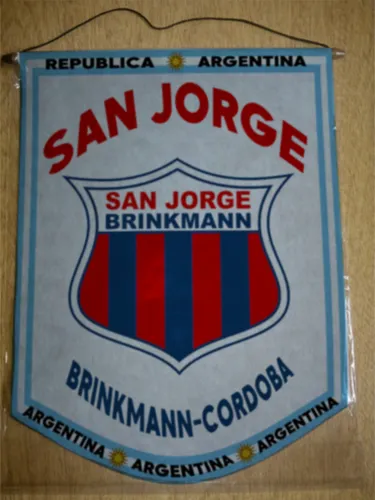 REPUBLICA ARGENTINA
SAN JORGE
SAN JORGE
BRINKMANN
BRINKMANN-CORDOBA
ARGENTINA ARGENTINA ARGENTINA